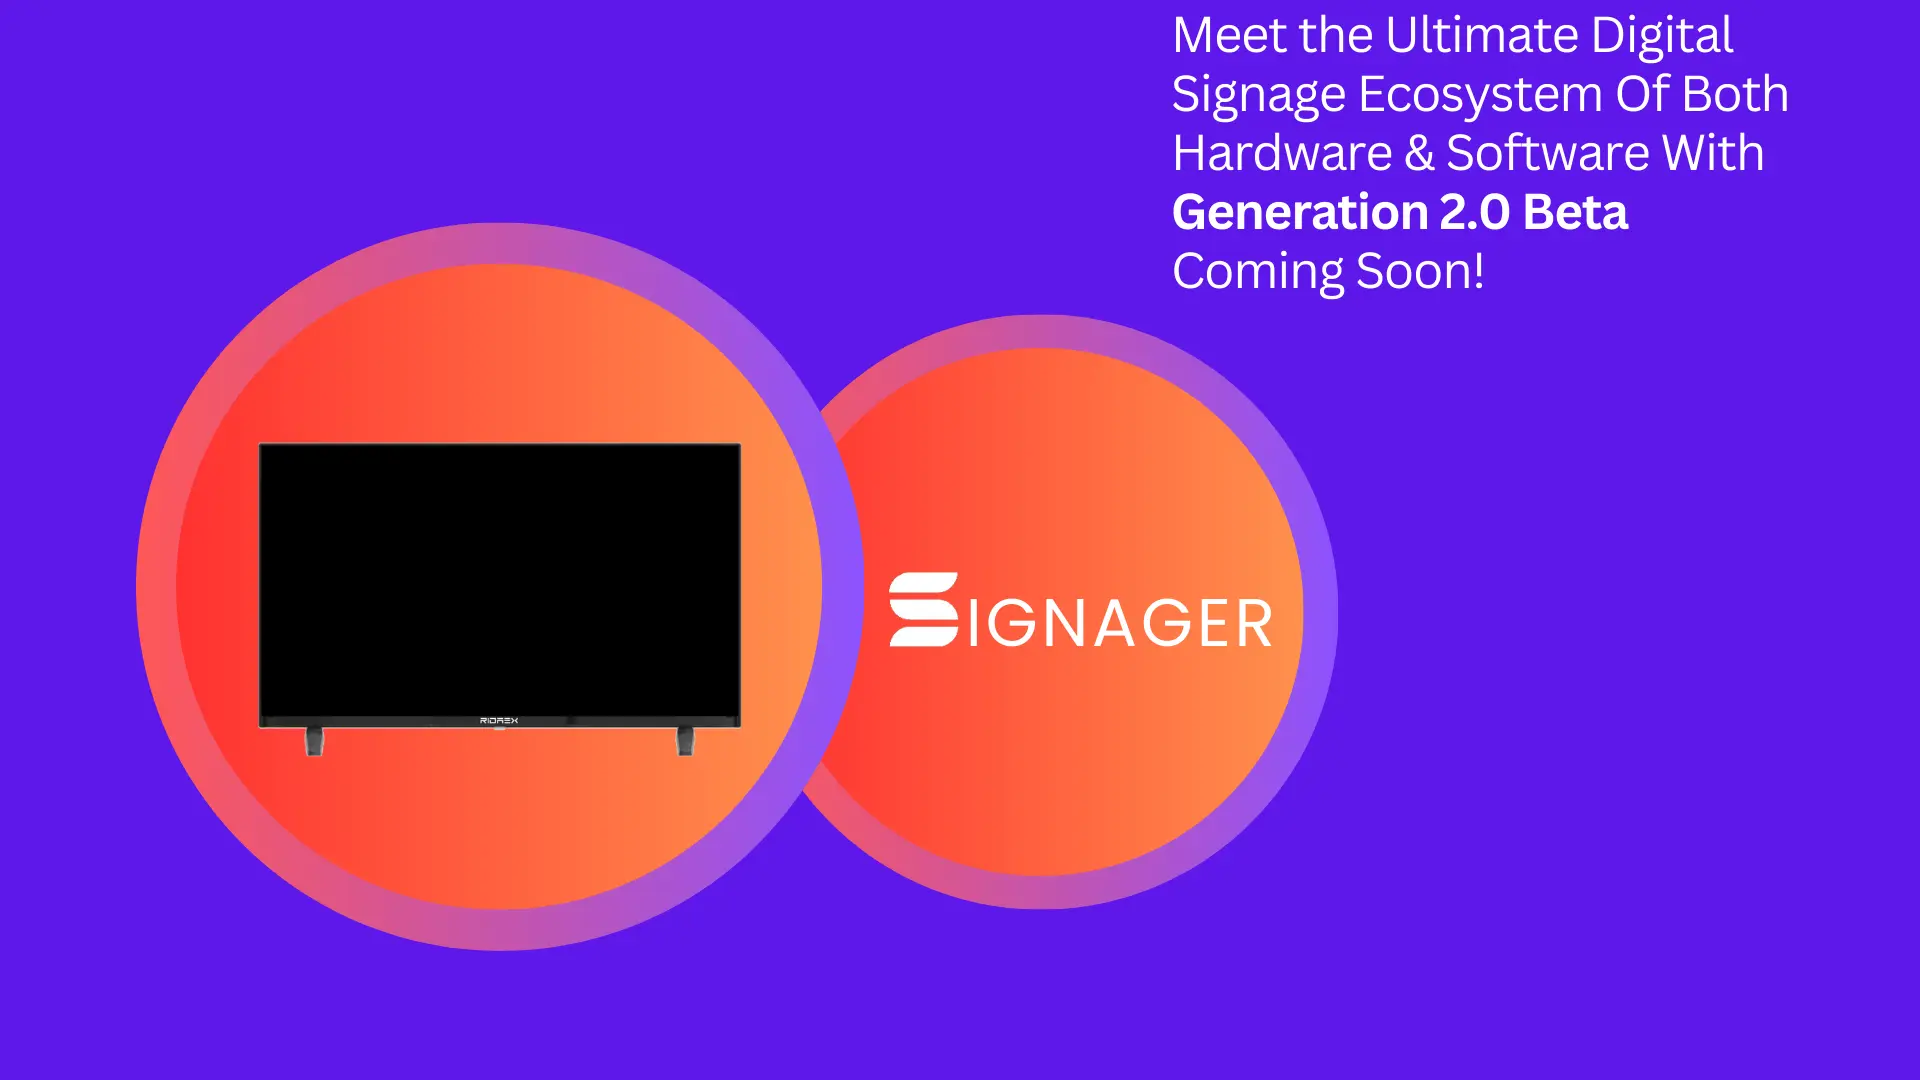 Meet the Ultimate Digital
Signage Ecosystem Of Both
Hardware & Software With
Generation 2.0 Beta
Coming Soon!
SIGNAGER
RIDREX